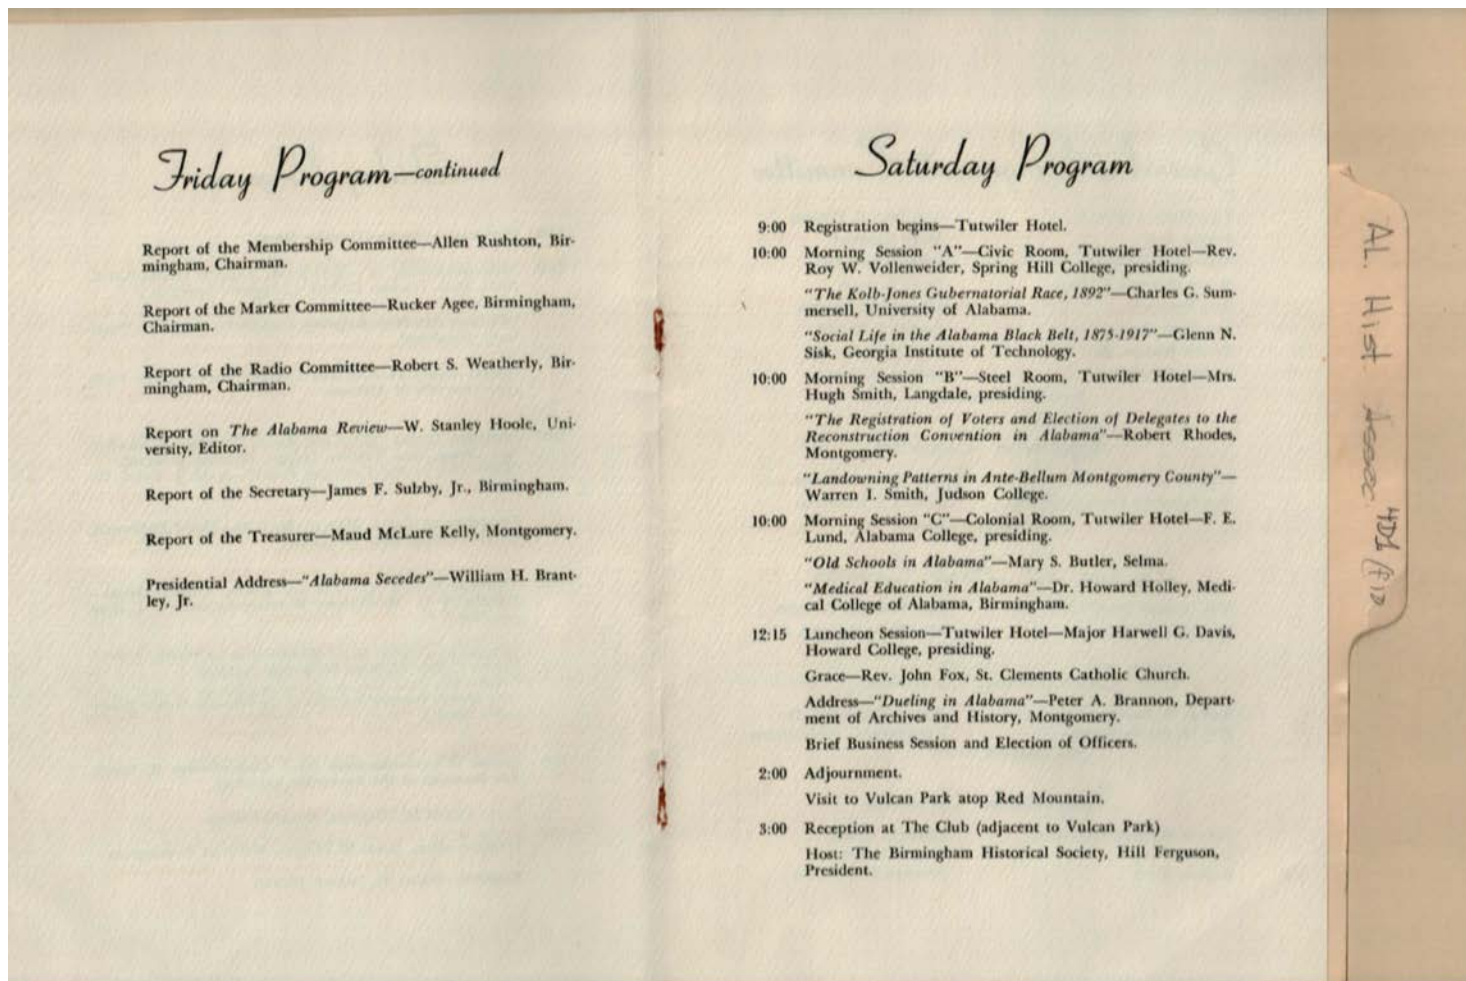 Friday Program—continued
Report of the Membership Committee—Allen Rushton, Bir-
mingham, Chairman.
Report of the Marker Committee—Rucker Agee, Birmingham,
Chairman.
Report of the Radio Committee—Robert S. Weatherly, Bir-
mingham, Chairman.
Report on The Alabama Review—W. Stanley Hoole, Uni-
versity, Editor.
Report of the Secretary—James F. Sulzby, Jr., Birmingham.
Report of the Treasurer—Maud McLure Kelly, Montgomery.
Presidential Address—"Alabama Secedes"—William H. Brant-
ley, Jr.
Saturday Program
9:00 Registration begins—Tutwiler Hotel.
10:00 Morning Session "A"—Civic Room, Tutwiler Hotel—Rev.
Roy W. Vollenweider, Spring Hill College, presiding.
"The Kolb-Jones Gubernatorial Race, 1892"—Charles G. Sum-
mersell, University of Alabama.
"Social Life in the Alabama Black Belt, 1875-1917"—Glenn N.
Sisk, Georgia Institute of Technology.
10:00 Morning Session "B"—Steel Room, Tutwiler Hotel—Mrs.
Hugh Smith, Langdale, presiding.
"The Registration of Voters and Election of Delegates to the
Reconstruction Convention in Alabama"—Robert Rhodes,
Montgomery.
"Landowning Patterns in Ante-Bellum Montgomery County"—
Warren I. Smith, Judson College.
10:00 Morning Session "C"—Colonial Room, Tutwiler Hotel—F. E.
Lund, Alabama College, presiding.
"Old Schools in Alabama"—Mary S. Butler, Selma.
"Medical Education in Alabama"—Dr. Howard Holley, Medi-
cal College of Alabama, Birmingham.
12:15 Luncheon Session—Tutwiler Hotel—Major Harwell G. Davis,
Howard College, presiding.
Grace—Rev. John Fox, St. Clements Catholic Church.
Address—"Dueling in Alabama"—Peter A. Brannon, Depart-
ment of Archives and History, Montgomery.
Brief Business Session and Election of Officers.
2:00 Adjournment.
Visit to Vulcan Park atop Red Mountain.
3:00 Reception at The Club (adjacent to Vulcan Park)
Host: The Birmingham Historical Society, Hill Ferguson,
President.
AL. Hist Assoc.